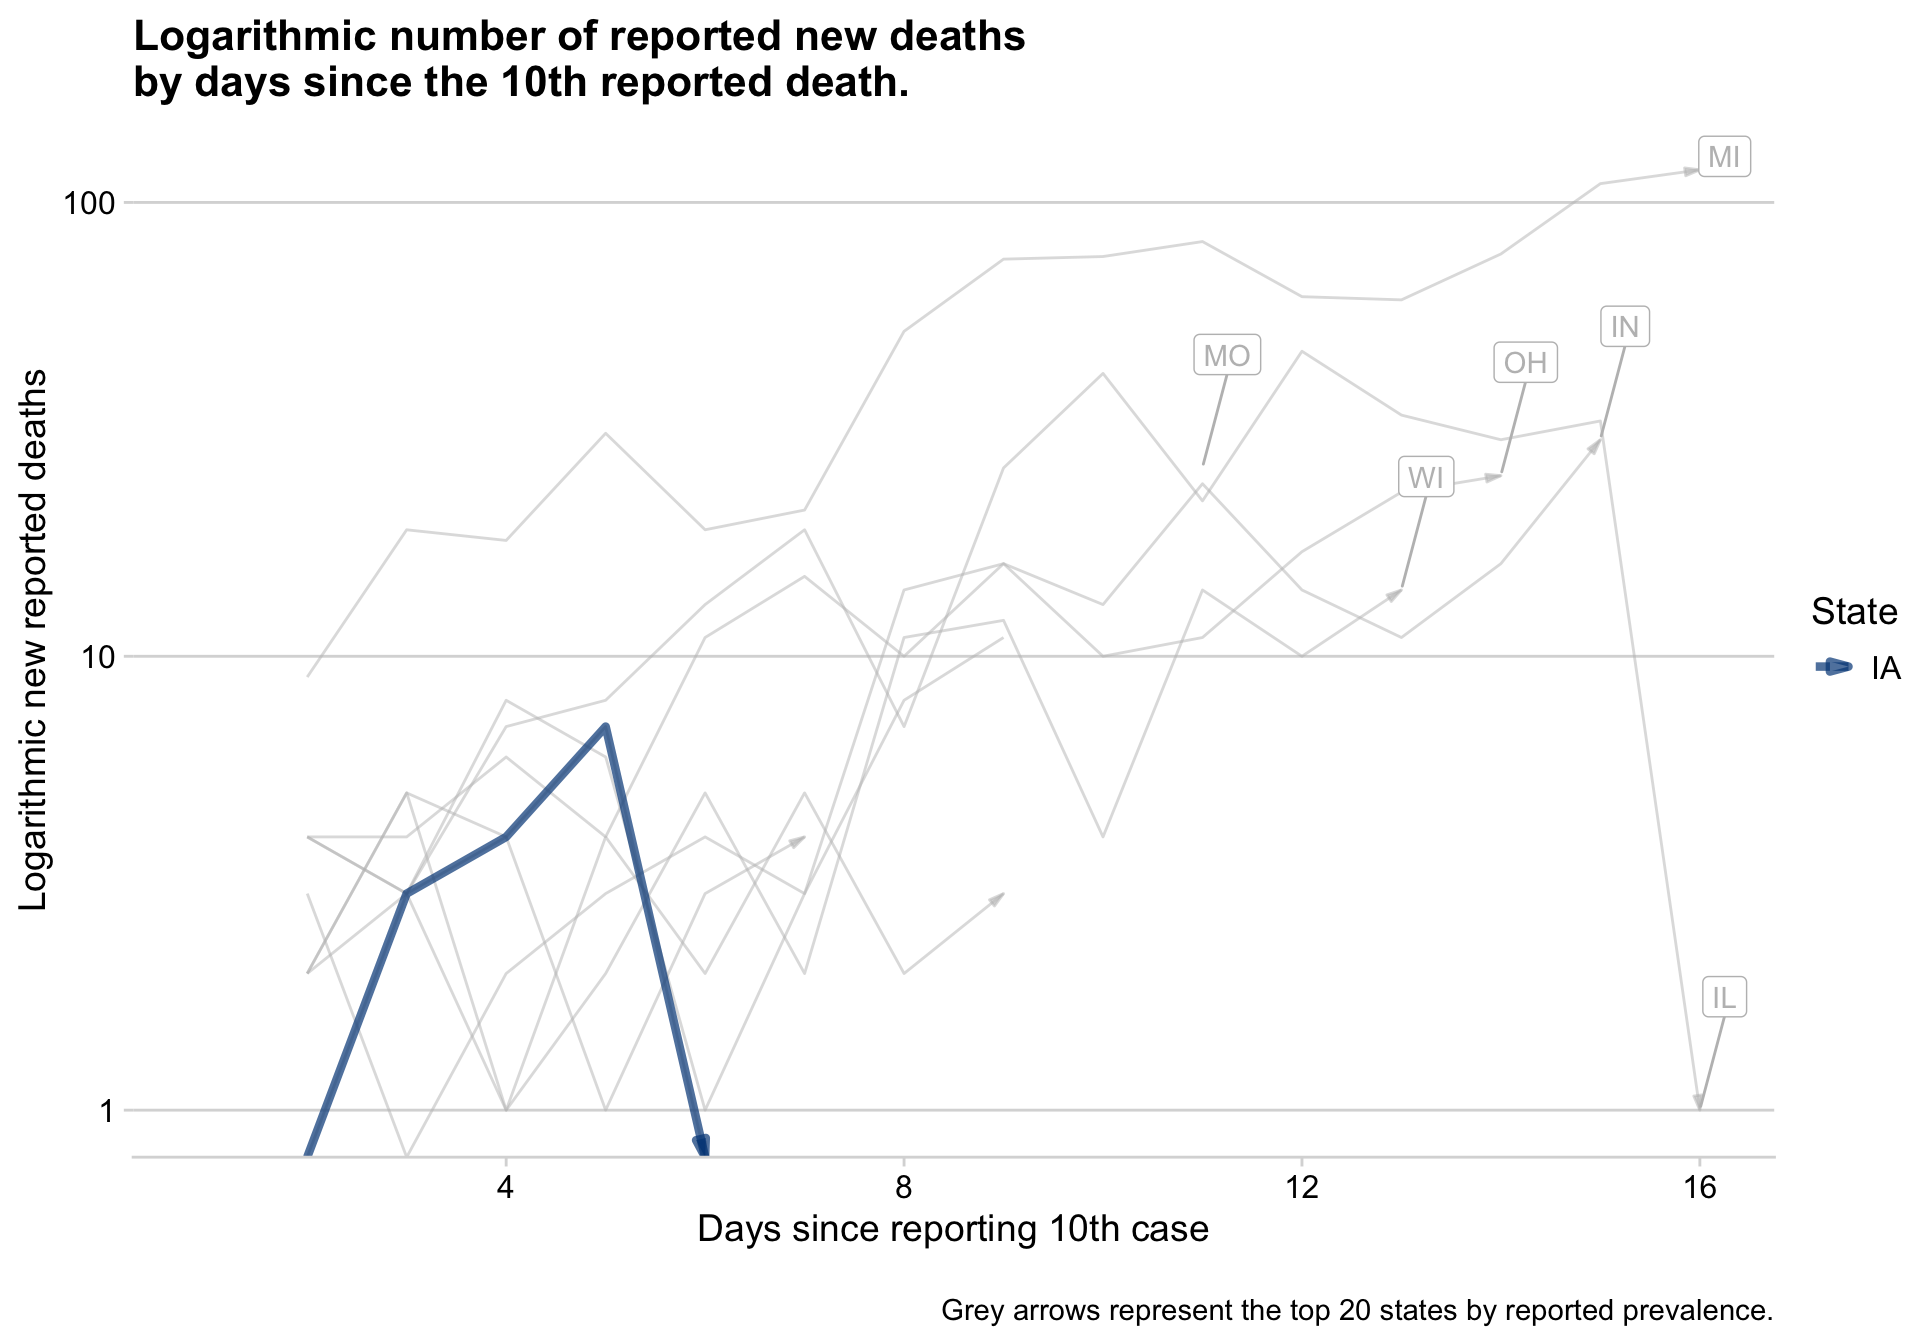 Logarithmic number of reported new deaths
by days since the 10th reported death.
Logarithmic new reported deaths
100
10
1
MI
IN
MO
OH
WI
IL
State
IA
4
8
12
16
Days since reporting 10th case
Grey arrows represent the top 20 states by reported prevalence.